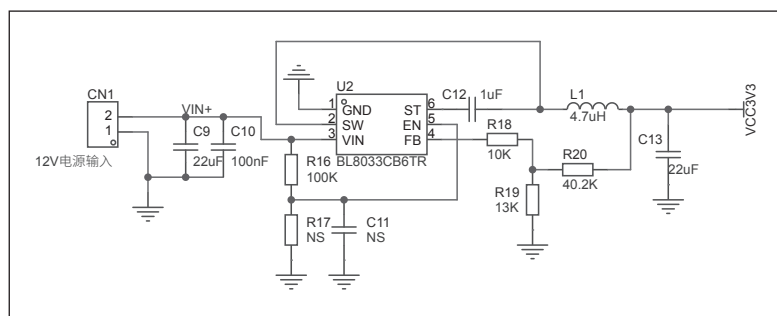 U2
CN1
VIN+
2
1
12V电源输入
C9
22uF
C10
100nF
1
2
3
GND
SW
VIN
ST
EN
FB
6
5
4
BL8033CB6TR
C12
1uF
L1
4.7uH
VCC3V3
R18
10K
R16
100K
R20
40.2K
C13
22uF
R19
13K
R17
NS
C11
NS